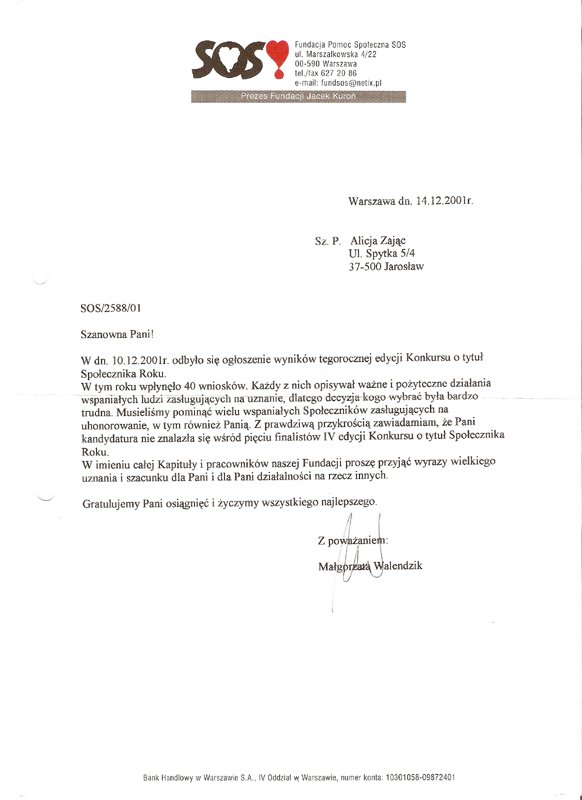 SOS!
Fundacja Pomoc Społeczna SOS
ul. Marszałkowska 4/22
00-590 Warszawa
tel./fax 627 20 86
e-mail: fundsos@netix.pl
Prezes Fundacji Jacek Kuroń
Warszawa dn. 14.12.2001r.
Sz. P. Alicja Zając
Ul. Spytka 5/4
37-500 Jarosław
SOS/2588/01
Szanowna Pani!
W dn. 10.12.2001r. odbyło się ogłoszenie wyników tegorocznej edycji Konkursu o tytuł
Społecznika Roku.
W tym roku wpłynęło 40 wniosków. Każdy z nich opisywał ważne i pożyteczne działania
wspaniałych ludzi zasługujących na uznanie, dlatego decyzja kogo wybrać była bardzo
trudna. Musieliśmy pominąć wielu wspaniałych Społeczników zasługujących na
uhonorowanie, w tym również Panią. Z prawdziwą przykrością zawiadamiam, że Pani
kandydatura nie znalazła się wśród pięciu finalistów IV edycji Konkursu o tytuł Społecznika
Roku.
W imieniu całej Kapituły i pracowników naszej Fundacji proszę przyjąć wyrazy wielkiego
uznania i szacunku dla Pani i dla Pani działalności na rzecz innych.
Gratulujemy Pani osiągnięć i życzymy wszystkiego najlepszego.
Z poważaniem:
Małgorzata Walendzik
Bank Handlowy w Warszawie S.A., IV Oddział w Warszawie, numer konta: 10301058-09872401